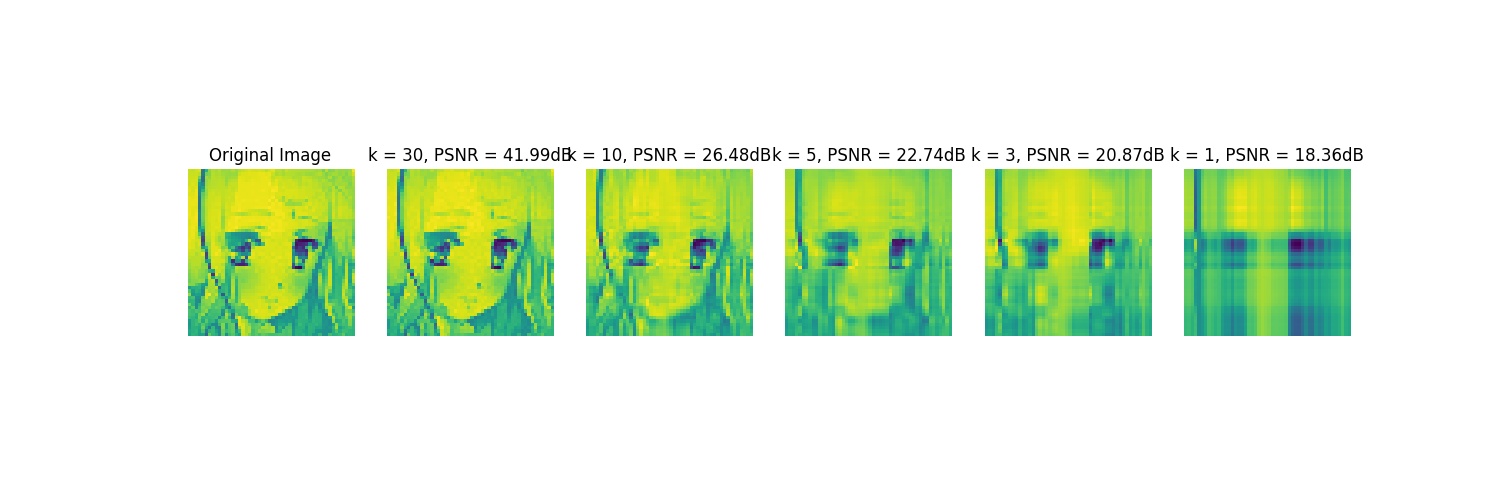 Original Image
k = 30, PSNR = 41.99dB
k = 10, PSNR = 26.48dB
k = 5, PSNR = 22.74dB
k = 3, PSNR = 20.87dB
k = 1, PSNR = 18.36dB